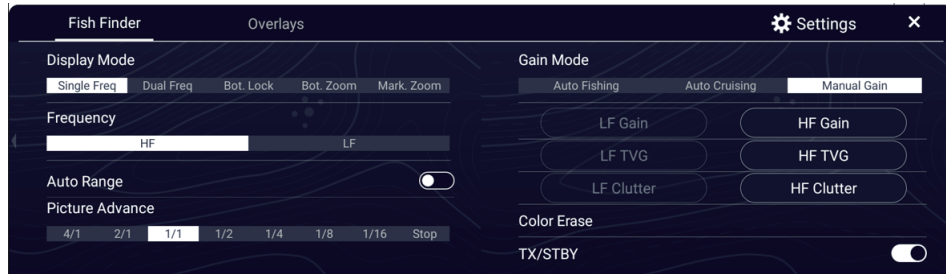 Fish Finder Overlays Settings ×
Display Mode
Single Freq Dual Freq Bot. Lock Bot. Zoom Mark. Zoom
Frequency
HF LF
Auto Range
Picture Advance
4/1 2/1 1/1 1/2 1/4 1/8 1/16 Stop
Gain Mode
Auto Fishing Auto Cruising Manual Gain
LF Gain HF Gain
LF TVG HF TVG
LF Clutter HF Clutter
Color Erase
TX/STBY